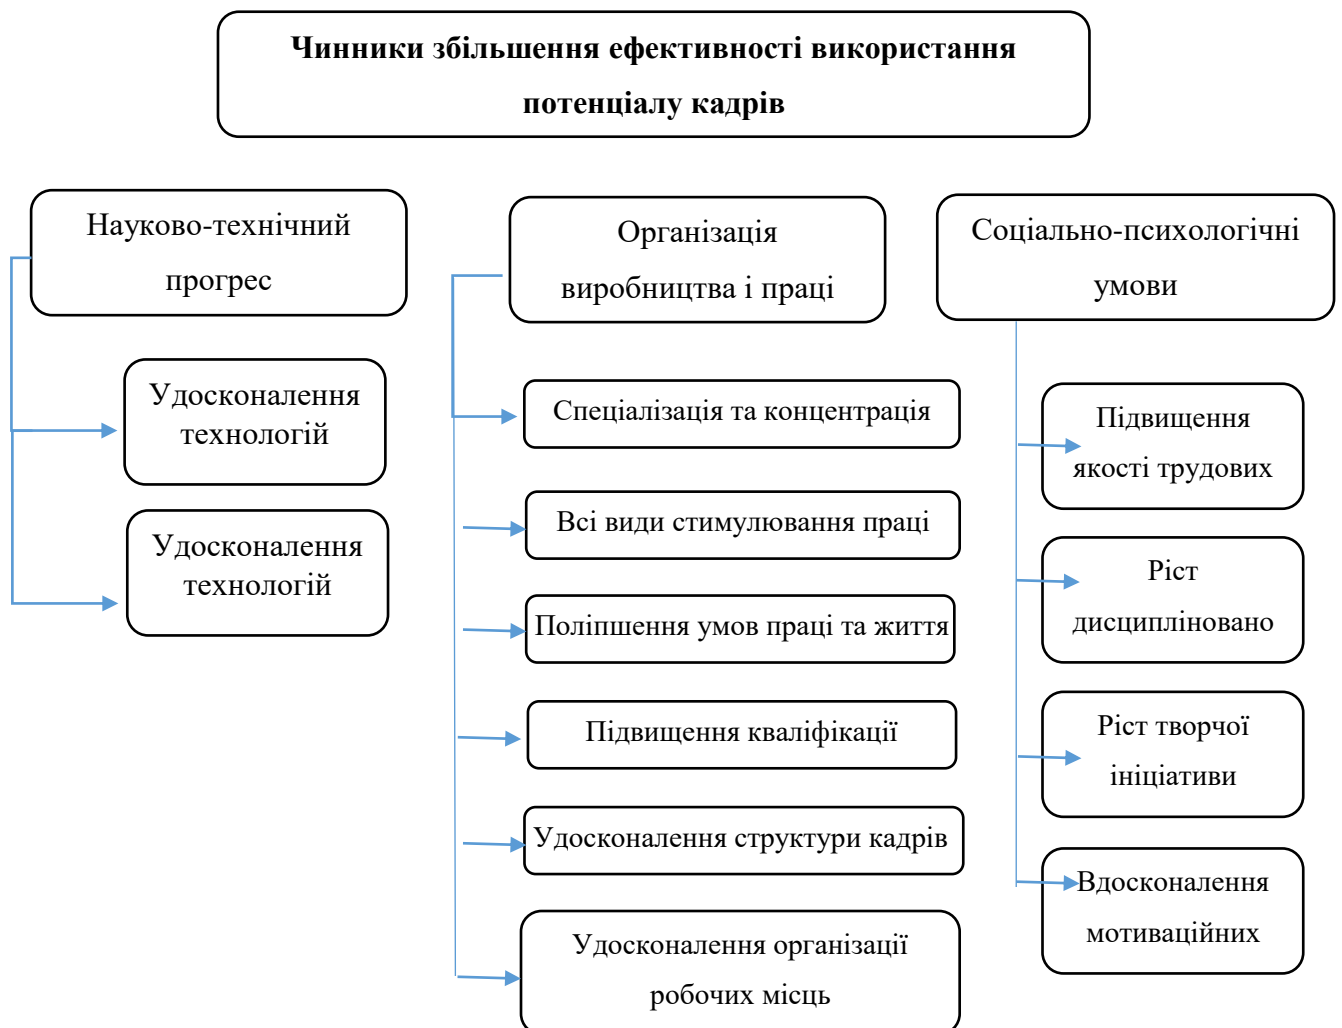 Чинники збільшення ефективності використання
потенціалу кадрів
Науково-технічний
прогрес
Удосконалення
технологій
Удосконалення
технологій
Організація
виробництва і праці
Спеціалізація та концентрація
Всі види стимулювання праці
Поліпшення умов праці та життя
Підвищення кваліфікації
Удосконалення структури кадрів
Удосконалення організації
робочих місць
Соціально-психологічні
умови
Підвищення
якості трудових
Ріст
дисципліновано
Ріст творчої
ініціативи
Вдосконалення
мотиваційних